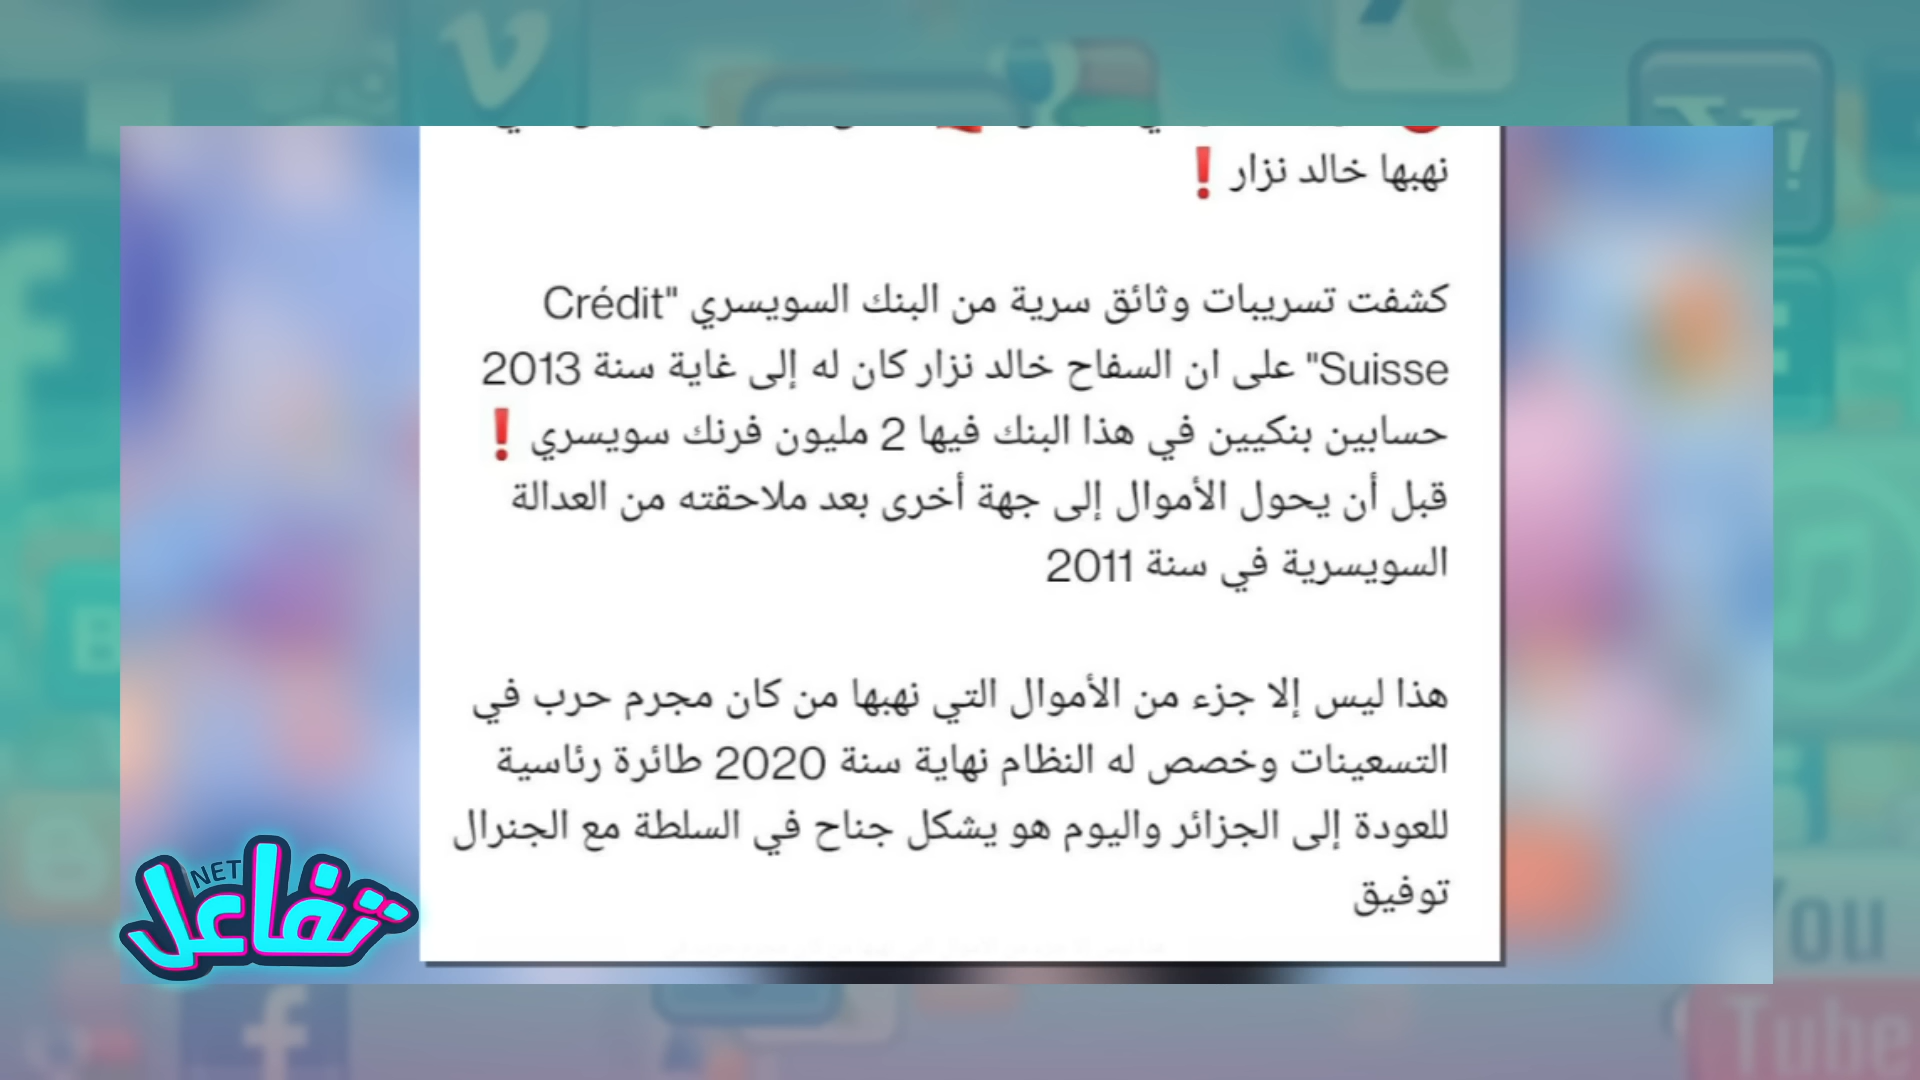 نهبها خالد نزار❗
كشفت تسريبات وثائق سرية من البنك السويسري "Crédit
Suisse" على ان السفاح خالد نزار كان له إلى غاية سنة 2013
حسابين بنكيين في هذا البنك فيها 2 مليون فرنك سويسري❗
قبل أن يحول الأموال إلى جهة أخرى بعد ملاحقته من العدالة
السويسرية في سنة 2011
هذا ليس إلا جزء من الأموال التي نهبها من كان مجرم حرب في
التسعينات وخصص له النظام نهاية سنة 2020 طائرة رئاسية
للعودة إلى الجزائر واليوم هو يشكل جناح في السلطة مع الجنرال
توفيق
تفاعل NET
You
Tube